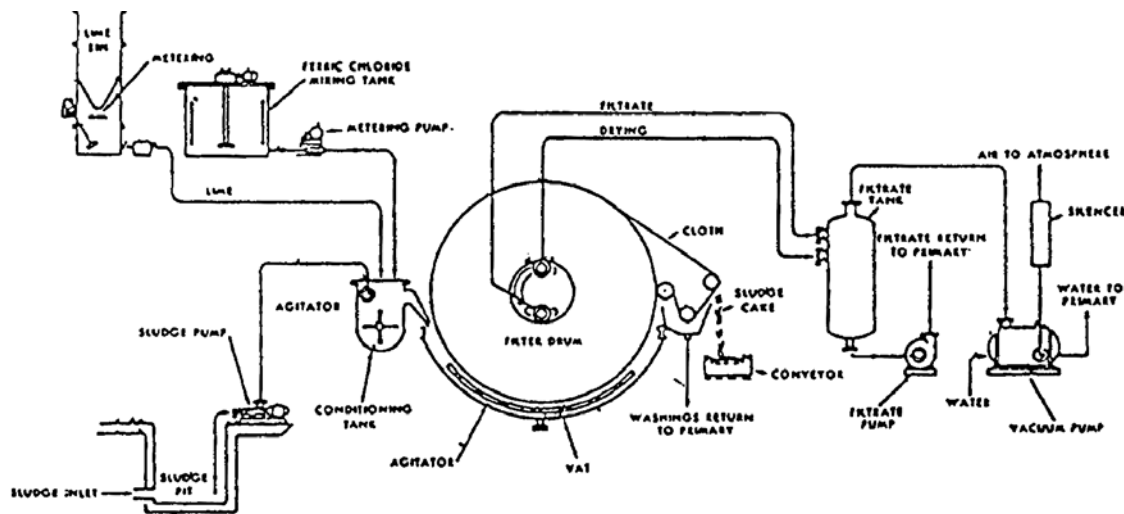 LIME
BIN
METERING
FERRIC CHLORIDE
MIXING TANK
METERING PUMP
LIME
FILTRATE
DRYING
AIR TO ATMOSPHERE
FILTRATE
TANK
SILENCER
CLOTH
FILTRATE RETURN
TO PRIMARY
WATER TO
PRIMARY
AGITATOR
SLUDGE
CAKE
SLUDGE PUMP
FILTER DRUM
CONVEYOR
CONDITIONING
TANK
WASHINGS RETURN
TO PRIMARY
WATER
FILTRATE
PUMP
VACUUM PUMP
AGITATOR
VAT
SLUDGE
PIT
SLUDGE INLET